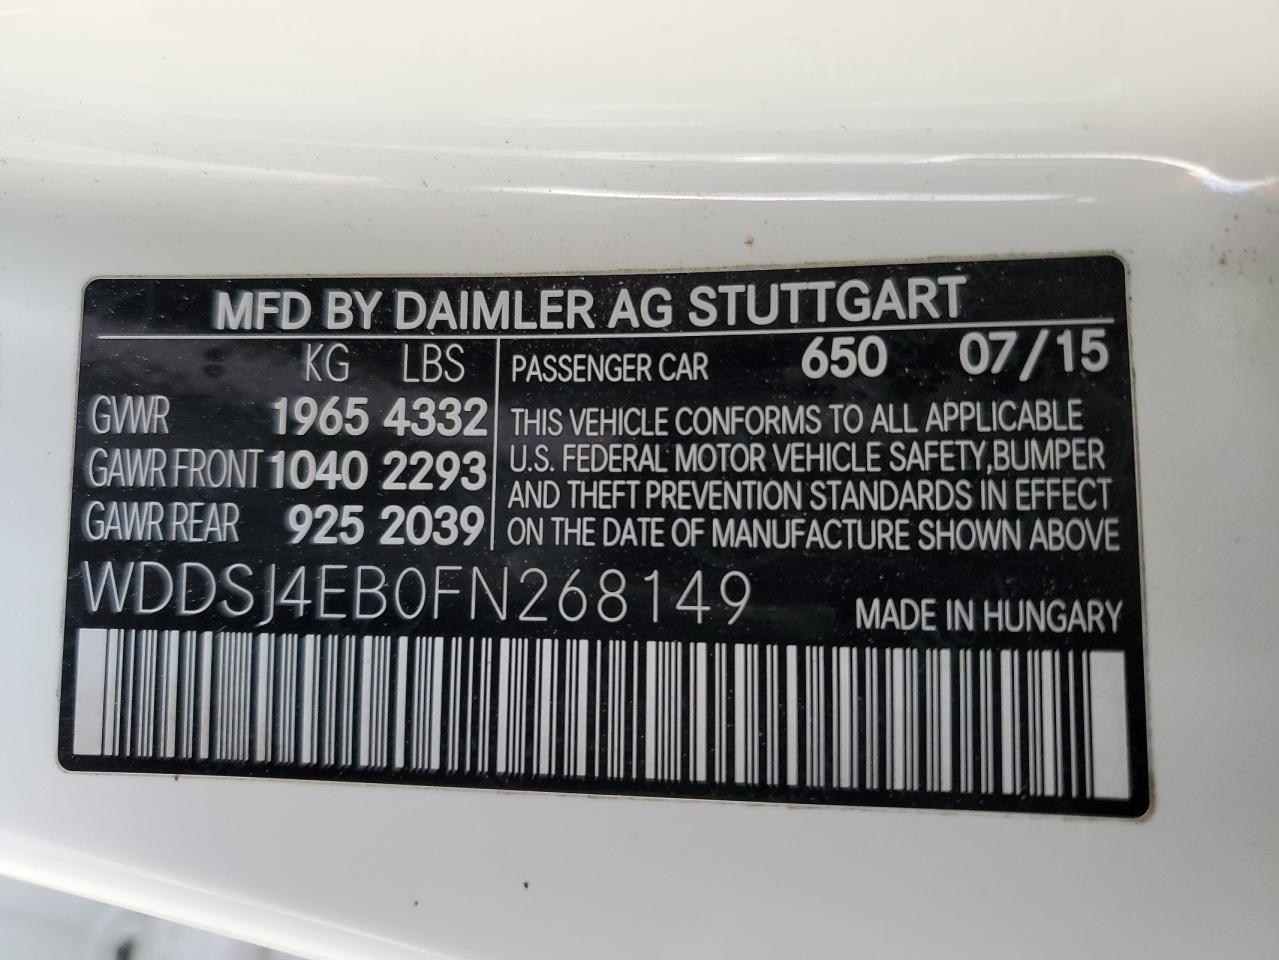 MFD BY DAIMLER AG STUTTGART
KG LBS
GVWR 1965 4332
GAWR FRONT 1040 2293
GAWR REAR 925 2039
PASSENGER CAR 650 07/15
THIS VEHICLE CONFORMS TO ALL APPLICABLE
U.S. FEDERAL MOTOR VEHICLE SAFETY,BUMPER
AND THEFT PREVENTION STANDARDS IN EFFECT
ON THE DATE OF MANUFACTURE SHOWN ABOVE
WDDSJ4EB0FN268149
MADE IN HUNGARY